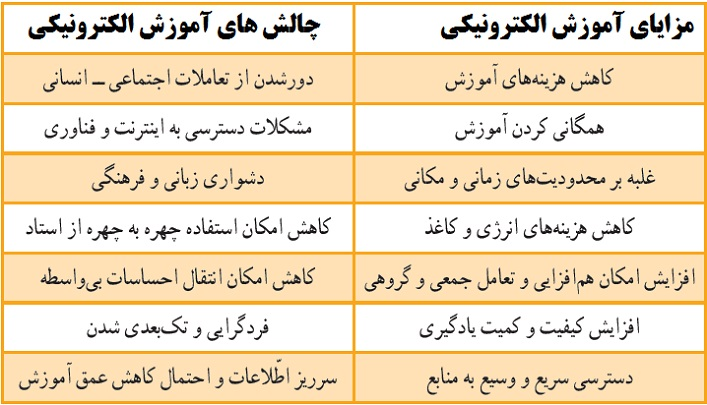 مزایای آموزش الکترونیکی چالش های آموزش الکترونیکی
کاهش هزینه‌های آموزش دورشدن از تعاملات اجتماعی ــ انسانی
همگانی کردن آموزش مشکلات دسترسی به اینترنت و فناوری
غلبه بر محدودیت‌های زمانی و مکانی دشواری زبانی و فرهنگی
کاهش هزینه‌های انرژی و کاغذ کاهش امکان استفاده چهره به چهره از استاد
افزایش امکان هم‌افزایی و تعامل جمعی و گروهی کاهش امکان انتقال احساسات بی‌واسطه
افزایش کیفیت و کمیت یادگیری فردگرایی و تک‌بعدی شدن
دسترسی سریع و وسیع به منابع سرریز اطّلاعات و احتمال کاهش عمق آموزش